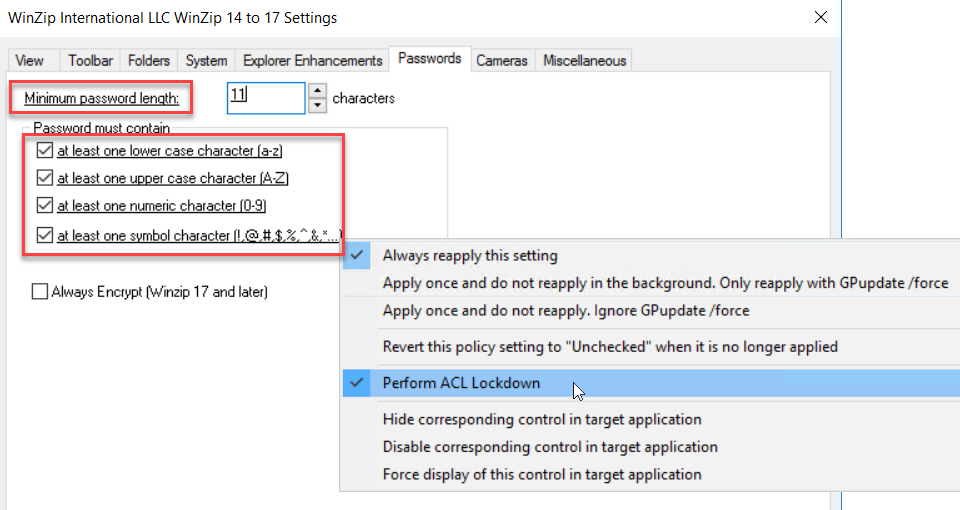 WinZip International LLC WinZip 14 to 17 Settings
View Toolbar Folders System Explorer Enhancements Passwords Cameras Miscellaneous
Minimum password length: 11 characters
Password must contain
at least one lower case character (a-z)
at least one upper case character (A-Z)
at least one numeric character (0-9)
at least one symbol character (!,@,#,$,%,^,&,*...)
Always Encrypt (Winzip 17 and later)
Always reapply this setting
Apply once and do not reapply in the background. Only reapply with GPupdate /force
Apply once and do not reapply. Ignore GPupdate /force
Revert this policy setting to "Unchecked" when it is no longer applied
Perform ACL Lockdown
Hide corresponding control in target application
Disable corresponding control in target application
Force display of this control in target application